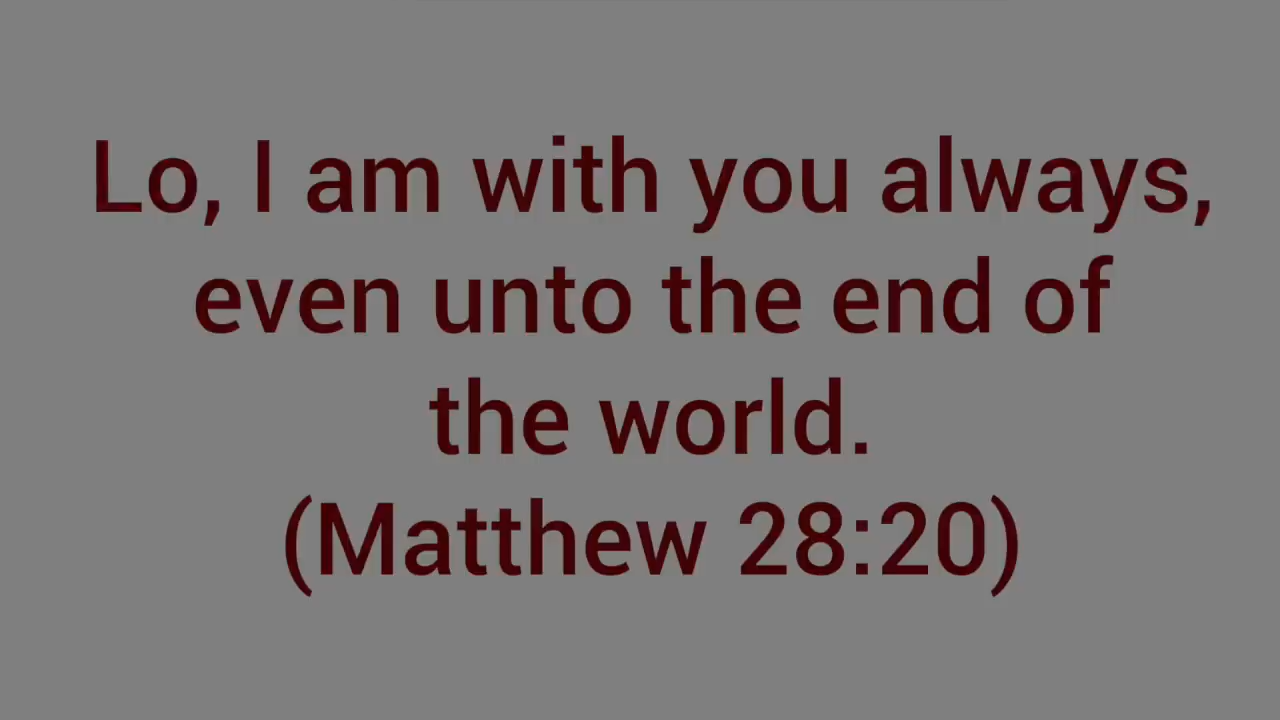 Lo, I am with you always,
even unto the end of
the world.
(Matthew 28:20)